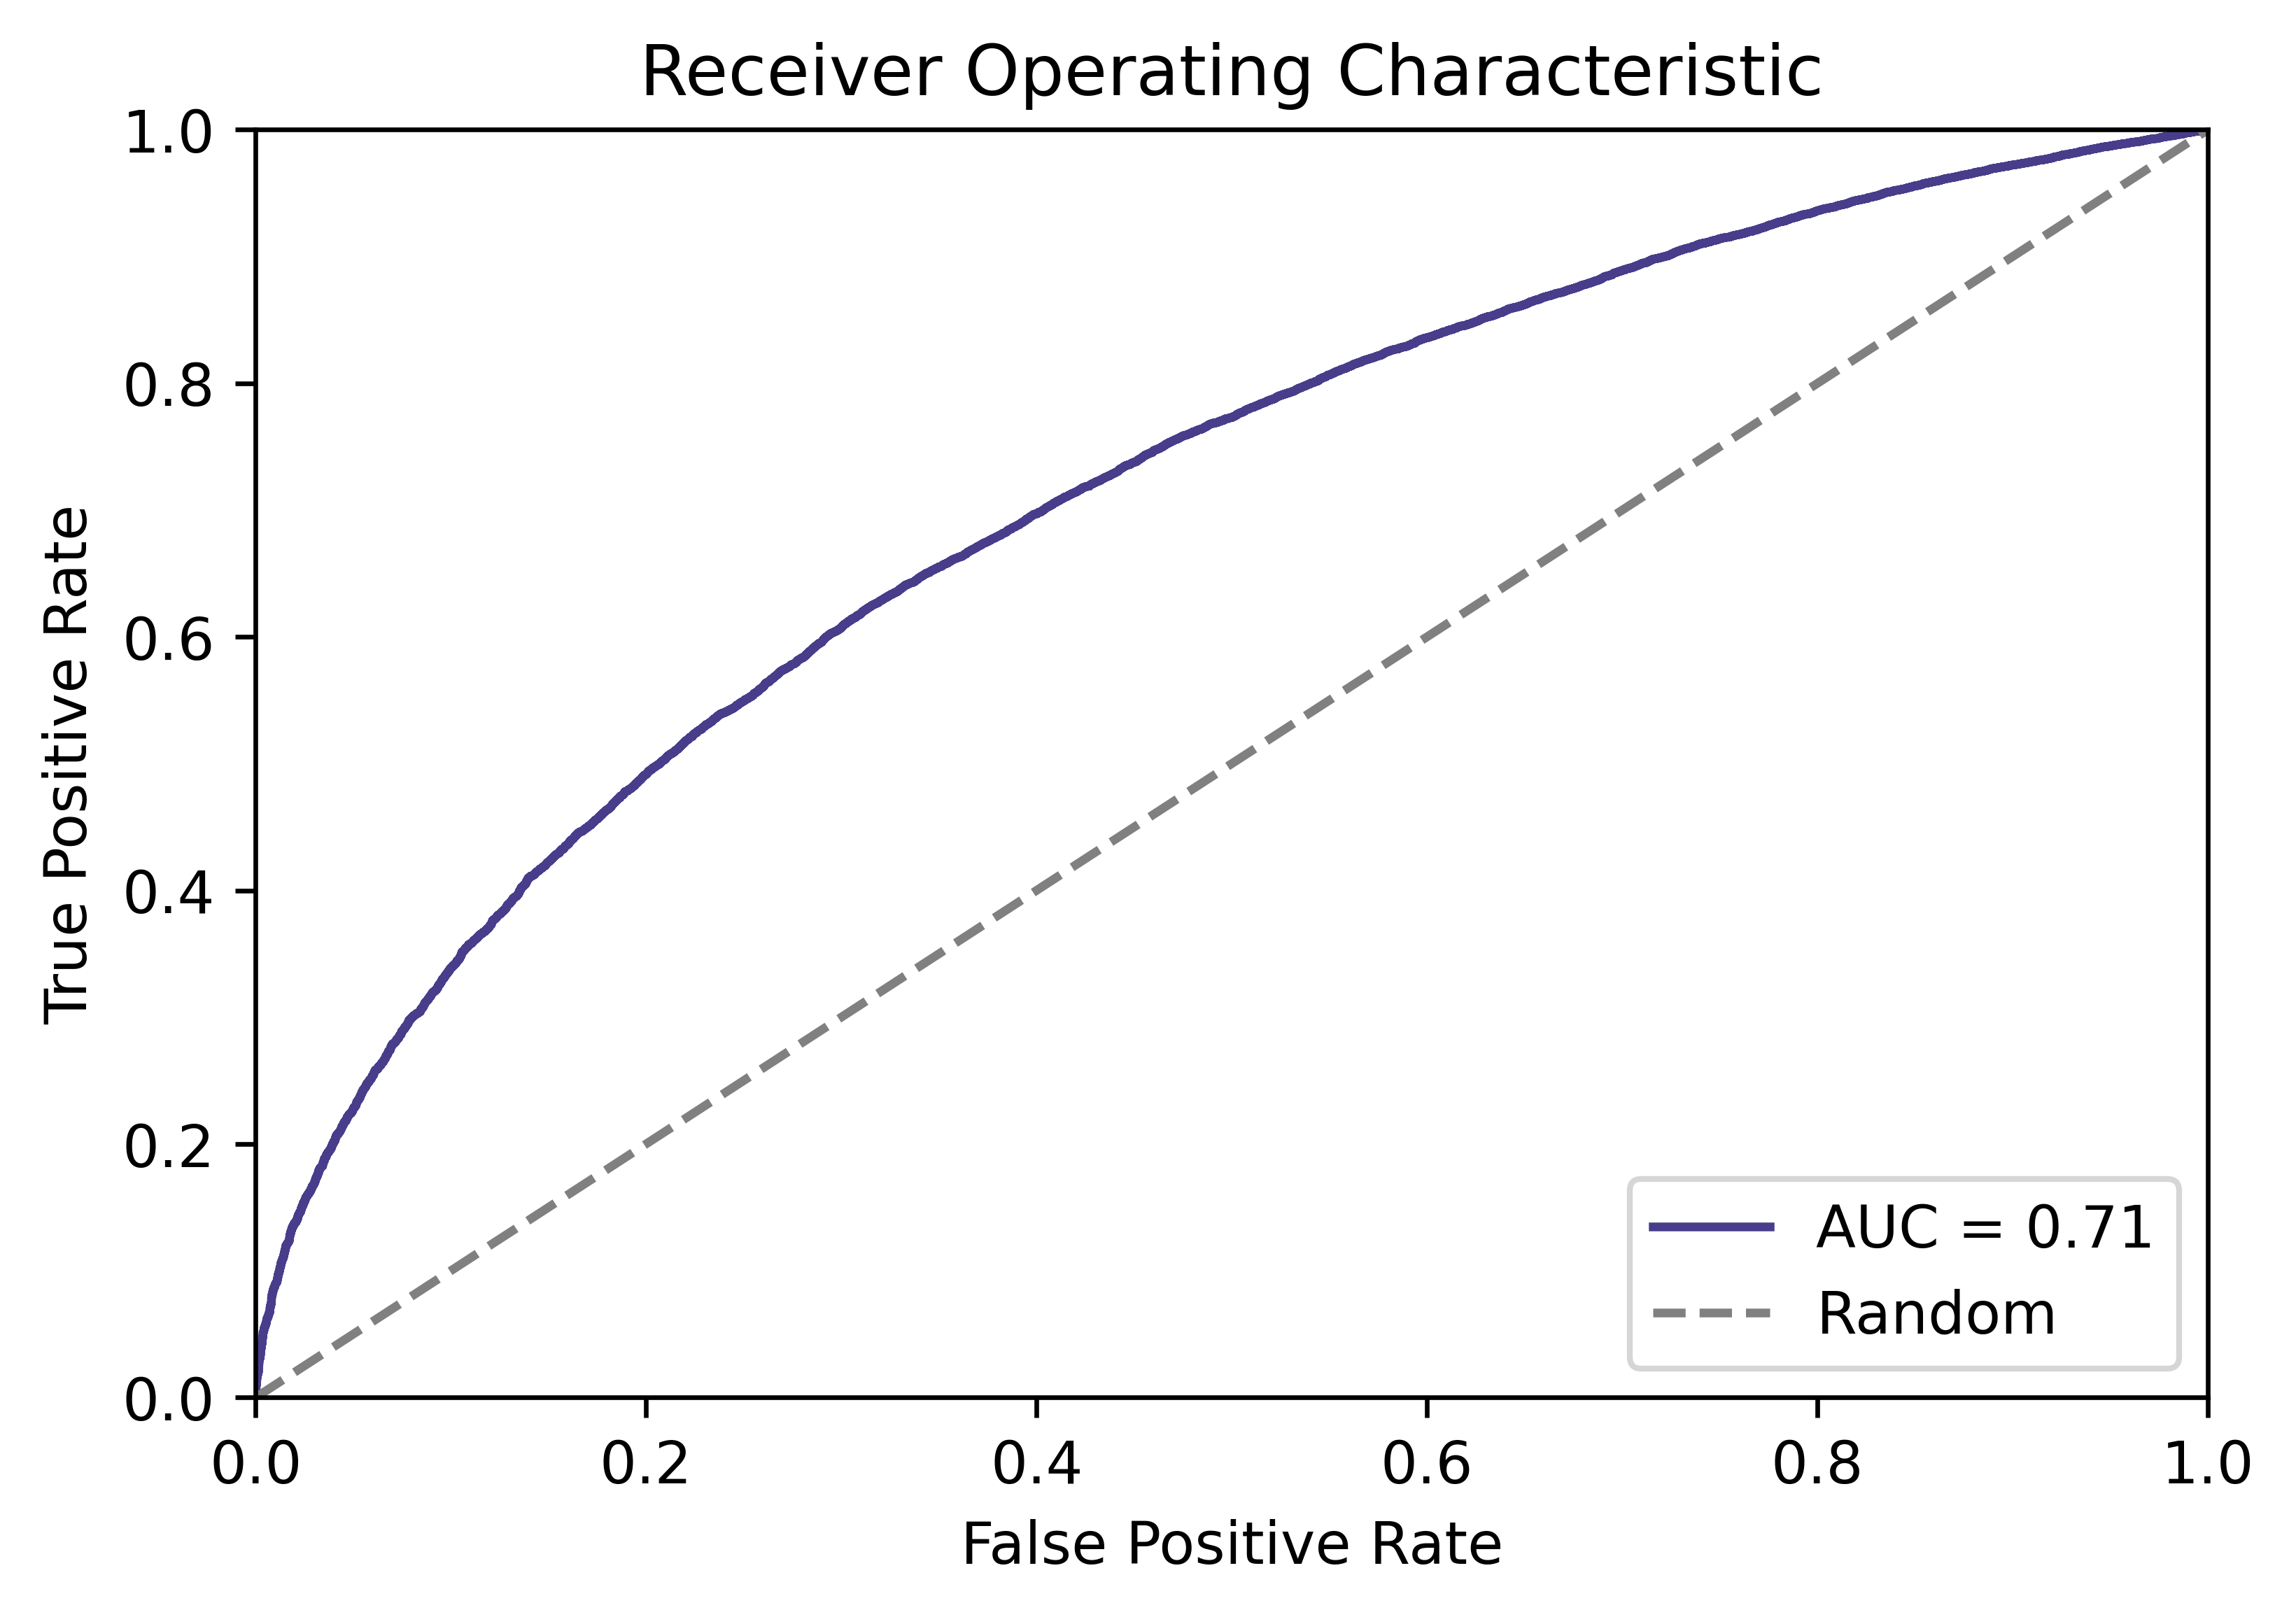 Receiver Operating Characteristic
1.0
0.8
0.6
0.4
0.2
0.0
True Positive Rate
AUC = 0.71
Random
0.0 0.2 0.4 0.6 0.8 1.0
False Positive Rate